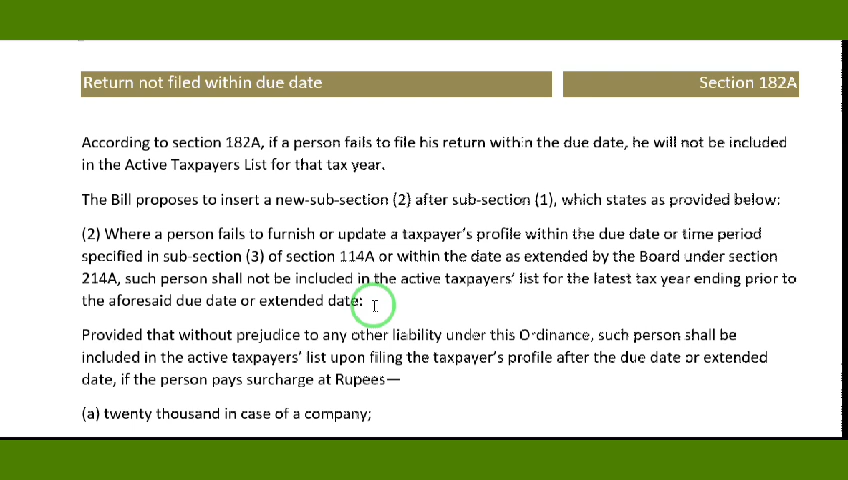 Return not filed within due date Section 182A
According to section 182A, if a person fails to file his return within the due date, he will not be included
in the Active Taxpayers List for that tax year.
The Bill proposes to insert a new-sub-section (2) after sub-section (1), which states as provided below:
(2) Where a person fails to furnish or update a taxpayer's profile within the due date or time period
specified in sub-section (3) of section 114A or within the date as extended by the Board under section
214A, such person shall not be included in the active taxpayers' list for the latest tax year ending prior to
the aforesaid due date or extended date:
Provided that without prejudice to any other liability under this Ordinance, such person shall be
included in the active taxpayers' list upon filing the taxpayer's profile after the due date or extended
date, if the person pays surcharge at Rupees—
(a) twenty thousand in case of a company;